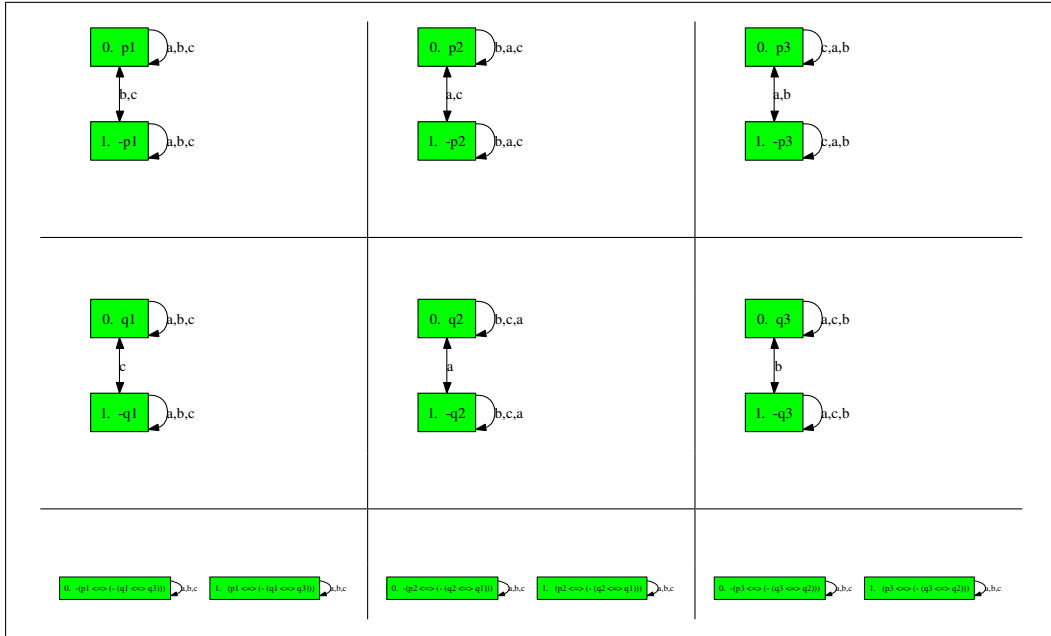 0. p1 a,b,c
b,c
1. -p1 a,b,c
0. p2 b,a,c
a,c
1. -p2 b,a,c
0. p3 c,a,b
a,b
1. -p3 c,a,b
0. q1 a,b,c
c
1. -q1 a,b,c
0. q2 b,c,a
a
1. -q2 b,c,a
0. q3 a,c,b
b
1. -q3 a,c,b
0. -(p1 <=> (- (q1 <=> q3))) a,b,c
1. (p1 <=> (- (q1 <=> q3))) a,b,c
0. -(p2 <=> (- (q2 <=> q1))) a,b,c
1. (p2 <=> (- (q2 <=> q1))) a,b,c
0. -(p3 <=> (- (q3 <=> q2))) a,b,c
1. (p3 <=> (- (q3 <=> q2))) a,b,c